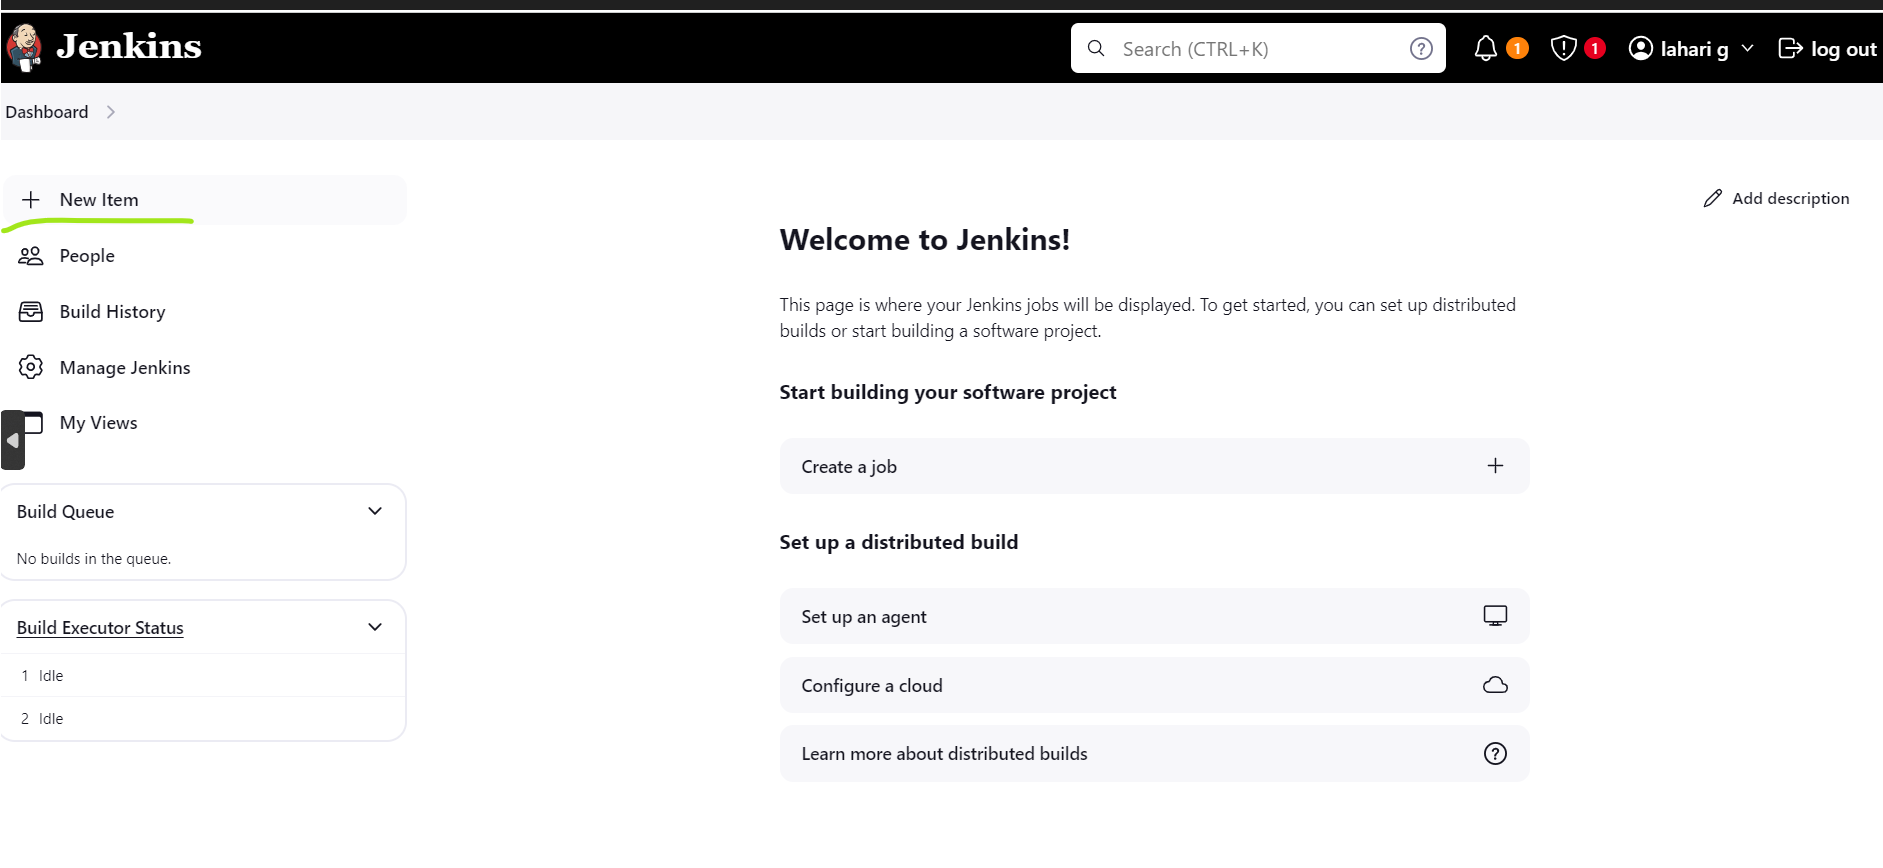 Jenkins
Search (CTRL+K)
1
1
lahari g
log out
Dashboard
New Item
Add description
People
Build History
Manage Jenkins
My Views
Build Queue
No builds in the queue.
Build Executor Status
1 Idle
2 Idle
Welcome to Jenkins!
This page is where your Jenkins jobs will be displayed. To get started, you can set up distributed
builds or start building a software project.
Start building your software project
Create a job
Set up a distributed build
Set up an agent
Configure a cloud
Learn more about distributed builds